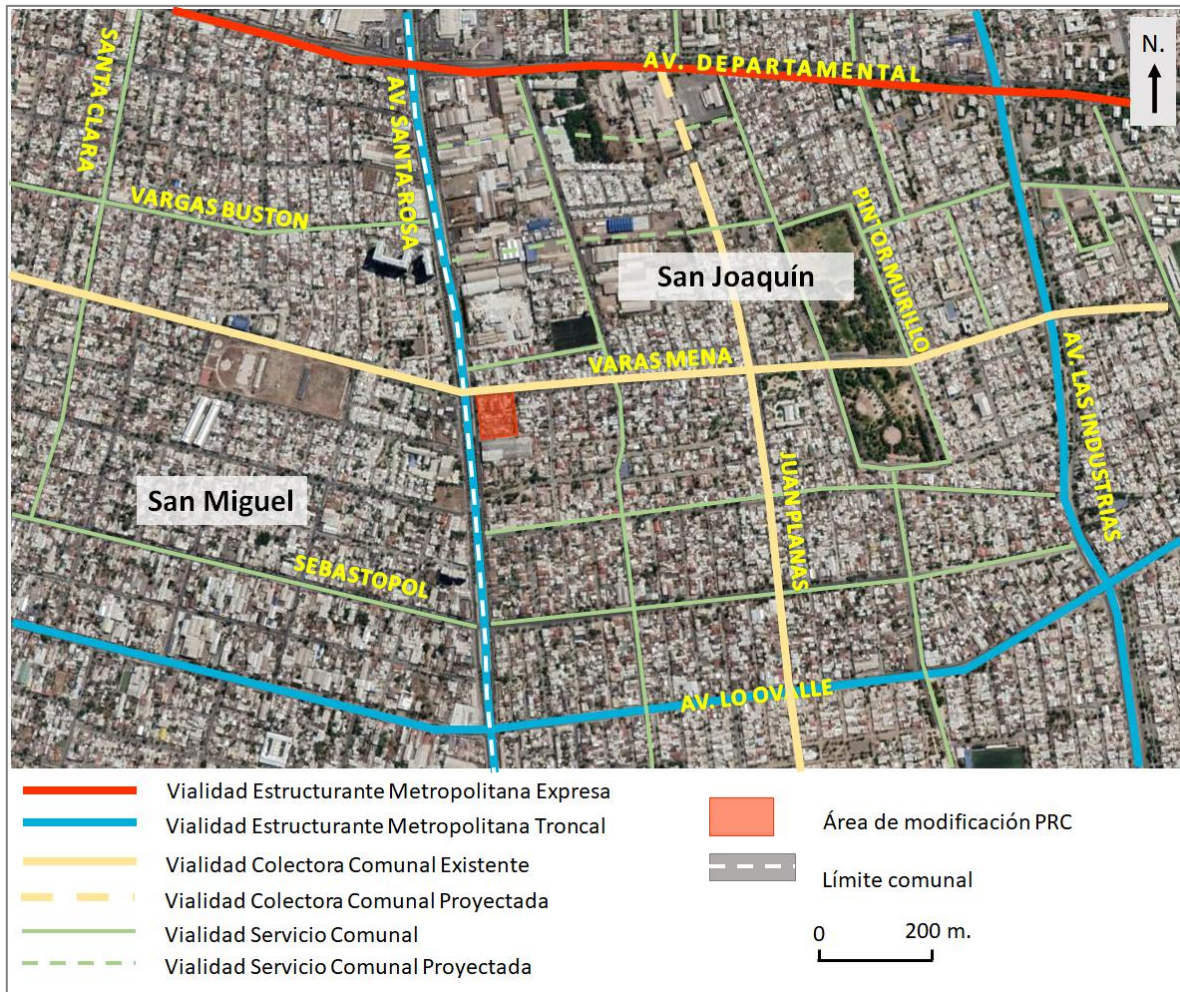 N.
AV. DEPARTAMENTAL
SANTA CLARA
AV. SANTA ROSA
VARGAS BUSTON
PINTOR MURILLO
San Joaquín
VARAS MENA
AV. LAS INDUSTRIAS
JUAN PLANAS
San Miguel
SEBASTOPOL
AV. LO OVALLE
Vialidad Estructurante Metropolitana Expresa
Vialidad Estructurante Metropolitana Troncal
Vialidad Colectora Comunal Existente
Vialidad Colectora Comunal Proyectada
Vialidad Servicio Comunal
Vialidad Servicio Comunal Proyectada
Área de modificación PRC
Límite comunal
0 200 m.